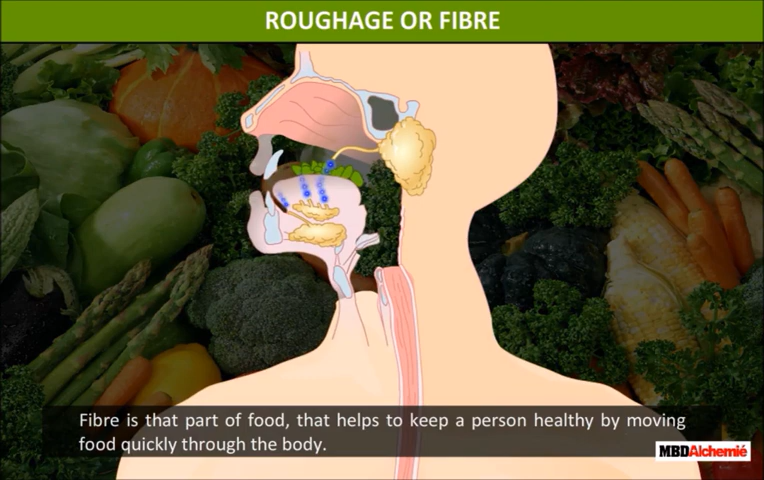 ROUGHAGE OR FIBRE
Fibre is that part of food, that helps to keep a person healthy by moving
food quickly through the body.
MBDAlchemié